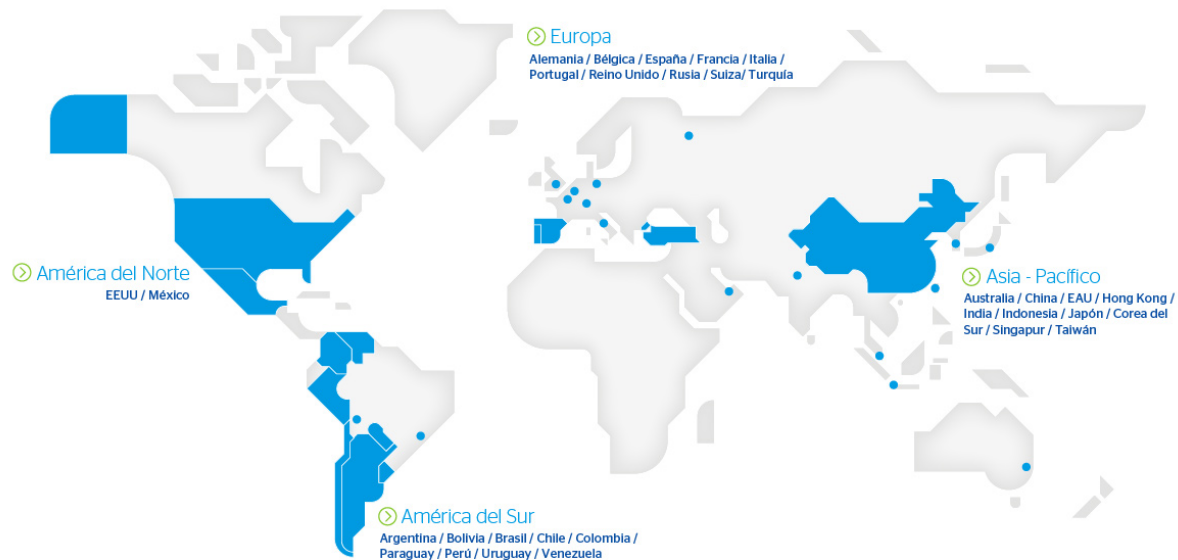 Europa
Alemania / Bélgica / España / Francia / Italia /
Portugal / Reino Unido / Rusia / Suiza/ Turquía
América del Norte
EEUU / México
Asia - Pacífico
Australia / China / EAU / Hong Kong /
India / Indonesia / Japón / Corea del
Sur / Singapur / Taiwán
América del Sur
Argentina / Bolivia / Brasil / Chile / Colombia /
Paraguay / Perú / Uruguay / Venezuela